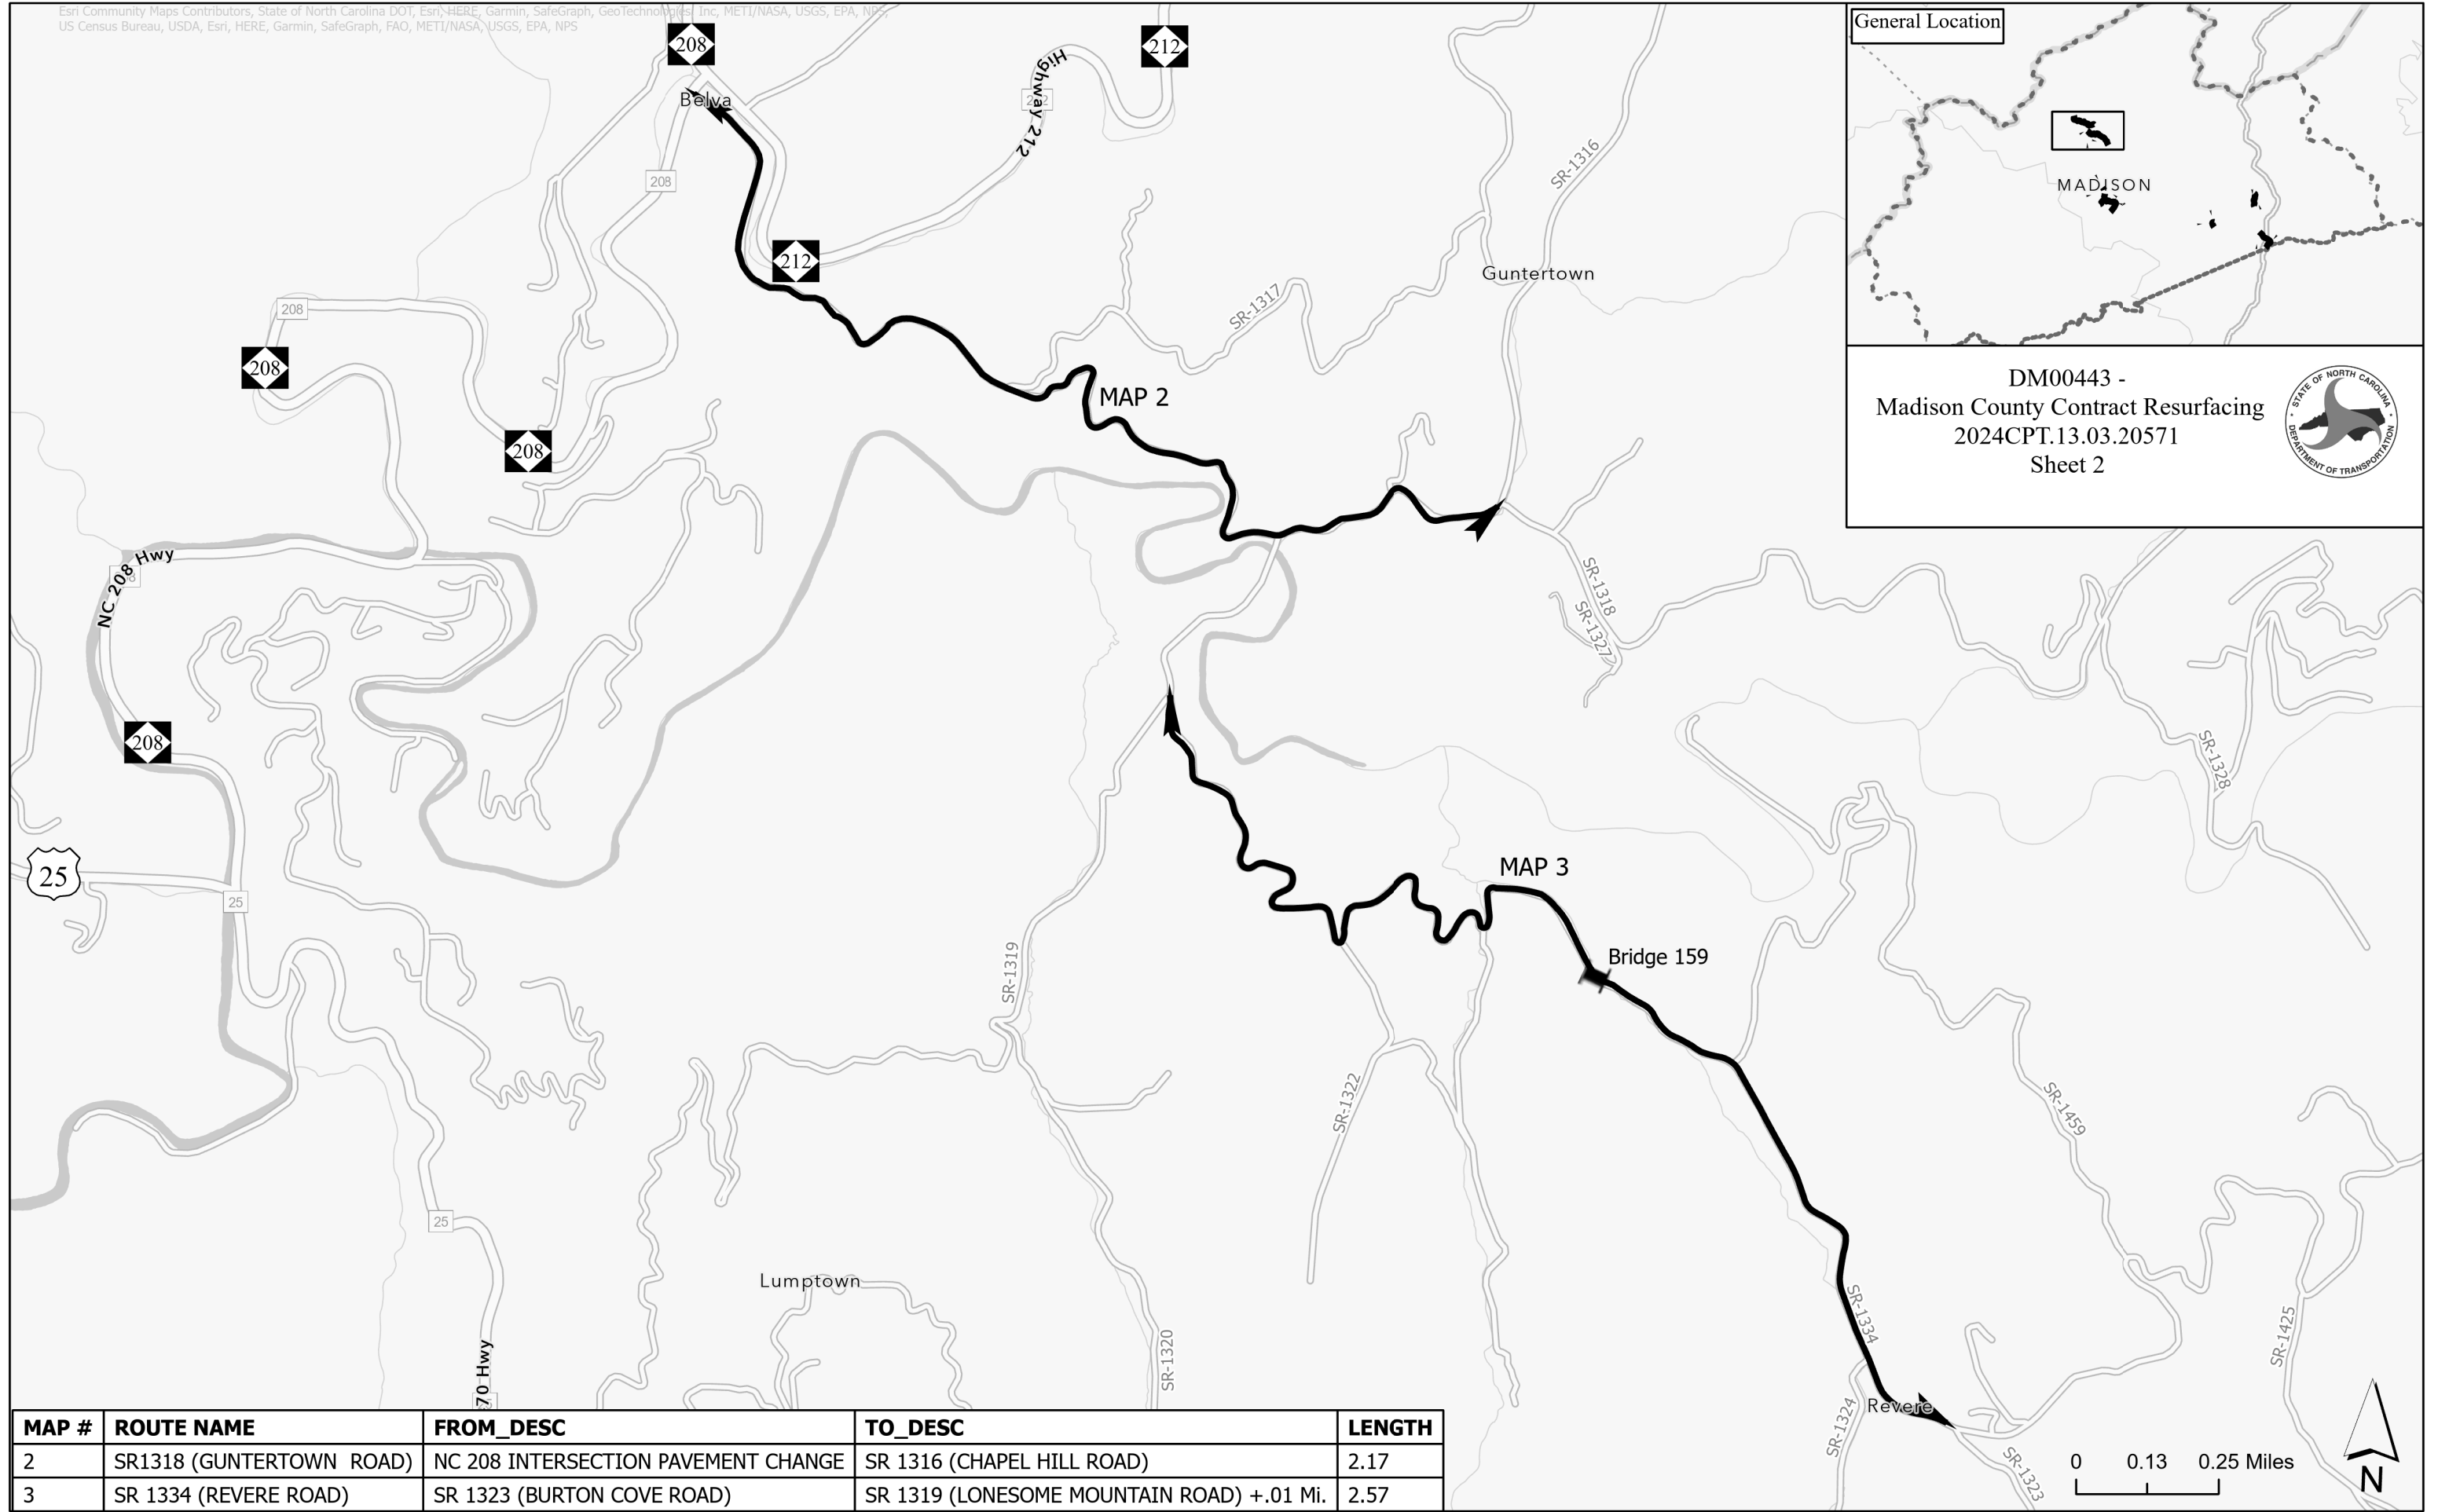 Esri Community Maps Contributors, State of North Carolina DOT, Esri, HERE, Garmin, SafeGraph, GeoTechnologies, Inc, METI/NASA, USGS, EPA, NPS,
US Census Bureau, USDA, Esri, HERE, Garmin, SafeGraph, FAO, METI/NASA, USGS, EPA, NPS
General Location
MADISON
DM00443 -
Madison County Contract Resurfacing
2024CPT.13.03.20571
Sheet 2
STATE OF NORTH CAROLINA
DEPARTMENT OF TRANSPORTATION
208
212
Belva
Highway 212
208
SR-1316
212
Guntertown
SR-1317
208
208
MAP 2
208
NC 208 Hwy
SR-1318
SR-1327
208
SR-1328
25
25
MAP 3
Bridge 159
SR-1319
SR-1322
SR-1459
25
Lumptown
SR-1320
SR-1334
SR-1425
70 Hwy
Revere
SR-1324
SR-1323
0 0.13 0.25 Miles
N
MAP # ROUTE NAME FROM_DESC TO_DESC LENGTH
2 SR1318 (GUNTERTOWN ROAD) NC 208 INTERSECTION PAVEMENT CHANGE SR 1316 (CHAPEL HILL ROAD) 2.17
3 SR 1334 (REVERE ROAD) SR 1323 (BURTON COVE ROAD) SR 1319 (LONESOME MOUNTAIN ROAD) +.01 Mi. 2.57